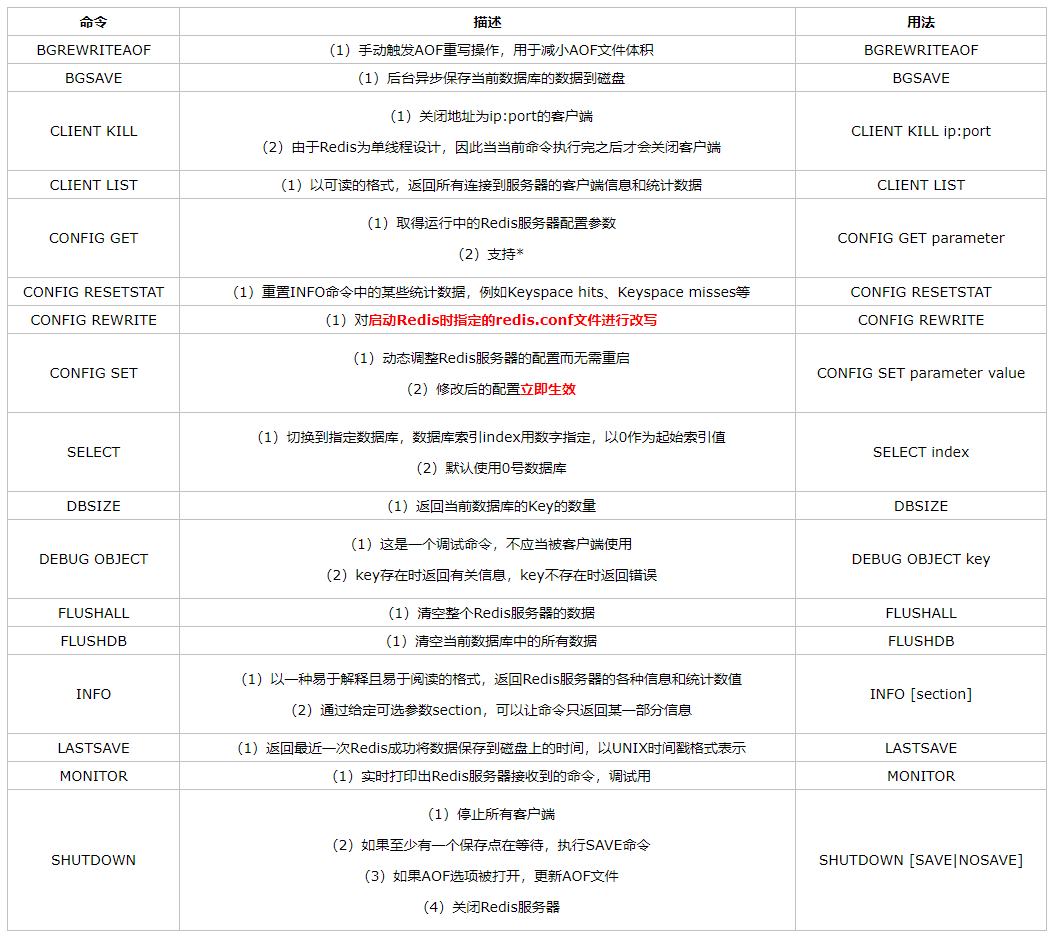 命令 描述 用法
BGREWRITEAOF （1）手动触发AOF重写操作，用于减小AOF文件体积 BGREWRITEAOF
BGSAVE （1）后台异步保存当前数据库的数据到磁盘 BGSAVE
CLIENT KILL （1）关闭地址为ip:port的客户端
（2）由于Redis为单线程设计，因此当当前命令执行完之后才会关闭客户端 CLIENT KILL ip:port
CLIENT LIST （1）以可读的格式，返回所有连接到服务器的客户端信息和统计数据 CLIENT LIST
CONFIG GET （1）取得运行中的Redis服务器配置参数
（2）支持* CONFIG GET parameter
CONFIG RESETSTAT （1）重置INFO命令中的某些统计数据，例如Keyspace hits、Keyspace misses等 CONFIG RESETSTAT
CONFIG REWRITE （1）对启动Redis时指定的redis.conf文件进行改写 CONFIG REWRITE
CONFIG SET （1）动态调整Redis服务器的配置而无需重启
（2）修改后的配置立即生效 CONFIG SET parameter value
SELECT （1）切换到指定数据库，数据库索引index用数字指定，以0作为起始索引值
（2）默认使用0号数据库 SELECT index
DBSIZE （1）返回当前数据库的Key的数量 DBSIZE
DEBUG OBJECT （1）这是一个调试命令，不应当被客户端使用
（2）key存在时返回有关信息，key不存在时返回错误 DEBUG OBJECT key
FLUSHALL （1）清空整个Redis服务器的数据 FLUSHALL
FLUSHDB （1）清空当前数据库中的所有数据 FLUSHDB
INFO （1）以一种易于解释且易于阅读的格式，返回Redis服务器的各种信息和统计数值
（2）通过给定可选参数section，可以让命令只返回某一部分信息 INFO [section]
LASTSAVE （1）返回最近一次Redis成功将数据保存到磁盘上的时间，以UNIX时间戳格式表示 LASTSAVE
MONITOR （1）实时打印出Redis服务器接收到的命令，调试用 MONITOR
SHUTDOWN （1）停止所有客户端
（2）如果至少有一个保存点在等待，执行SAVE命令
（3）如果AOF选项被打开，更新AOF文件
（4）关闭Redis服务器 SHUTDOWN [SAVE|NOSAVE]